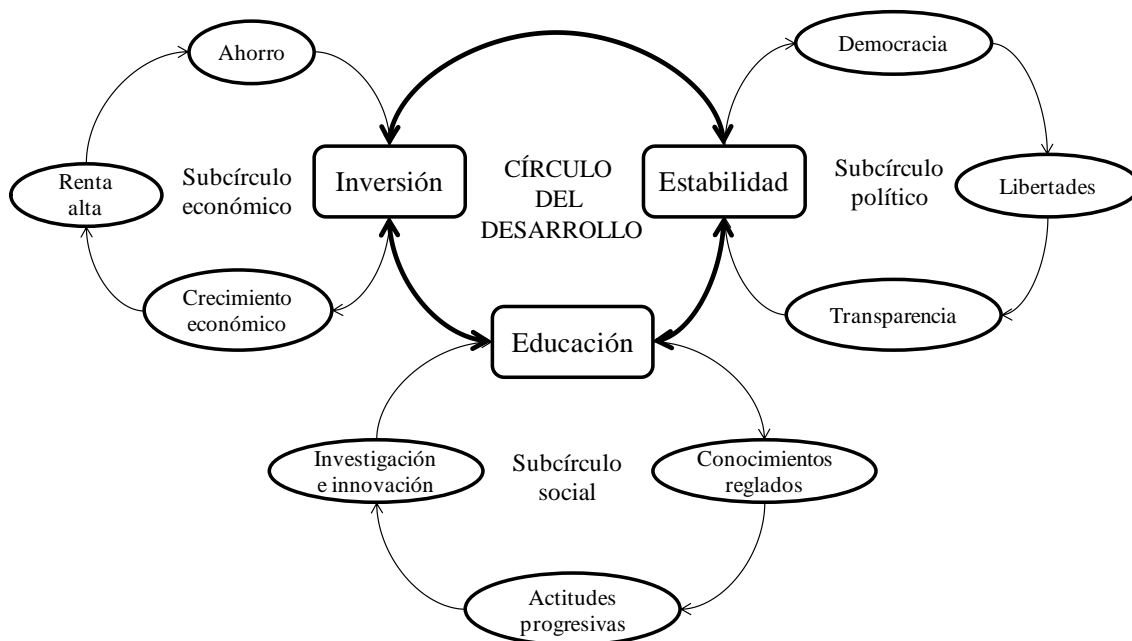 Ahorro
Renta
alta
Subcírculo
económico
Inversión
Crecimiento
económico
CÍRCULO
DEL
DESARROLLO
Democracia
Estabilidad
Subcírculo
político
Libertades
Transparencia
Educación
Investigación
e innovación
Subcírculo
social
Conocimientos
reglados
Actitudes
progresivas